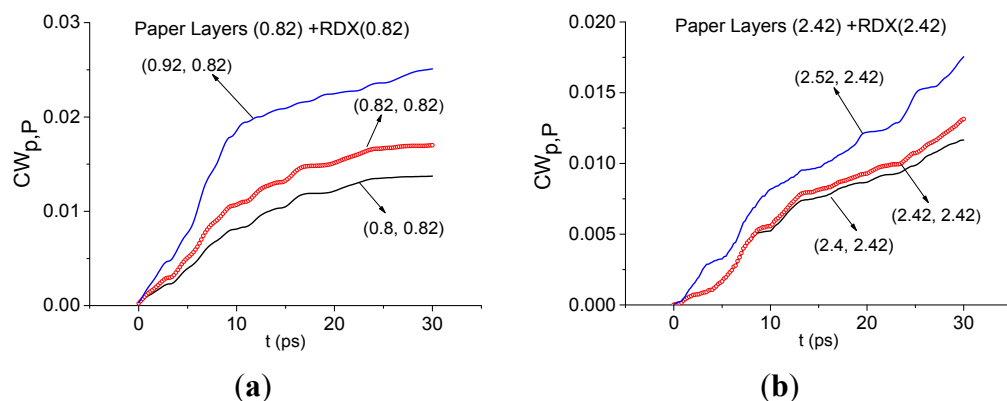 Paper Layers (0.82) +RDX(0.82)
(0.92, 0.82)
(0.82, 0.82)
(0.8, 0.82)
CWp,P
0.03
0.02
0.01
0.00
0 10 20 30
t (ps)
(a)
Paper Layers (2.42) +RDX(2.42)
(2.52, 2.42)
(2.42, 2.42)
(2.4, 2.42)
CWp,P
0.020
0.015
0.010
0.005
0.000
0 10 20 30
t (ps)
(b)